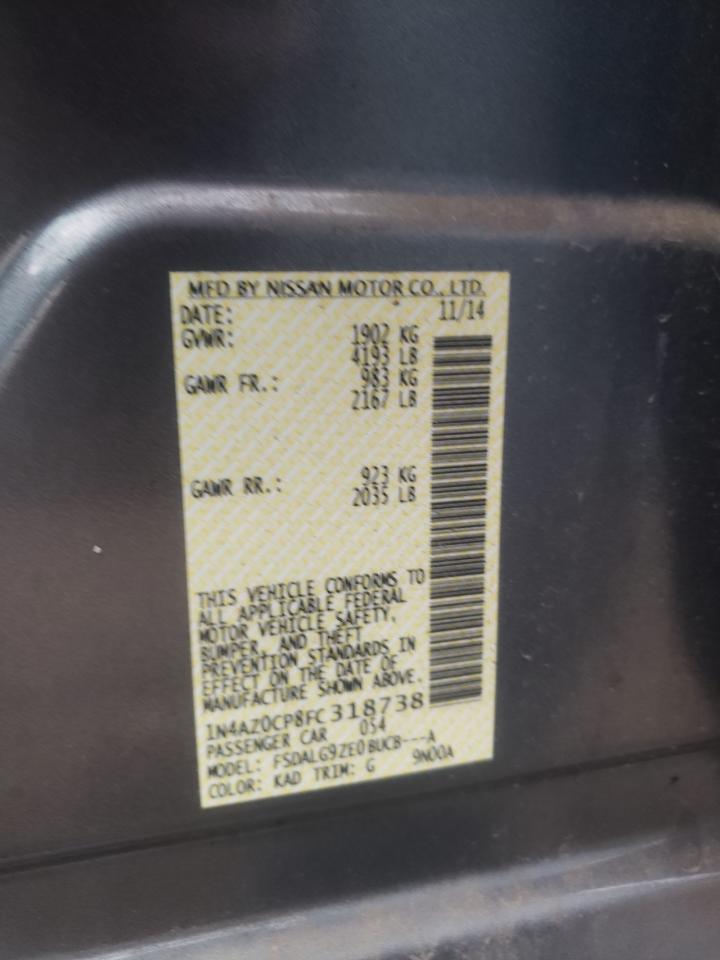 MFD BY NISSAN MOTOR CO., LTD.
DATE: 11/14
GVWR: 1902 KG
4193 LB
GAWR FR.: 983 KG
2167 LB
GAWR RR.: 923 KG
2035 LB
THIS VEHICLE CONFORMS TO
ALL APPLICABLE FEDERAL
MOTOR VEHICLE SAFETY,
BUMPER, AND THEFT
PREVENTION STANDARDS IN
EFFECT ON THE DATE OF
MANUFACTURE SHOWN ABOVE.
1N4AZ0CP8FC318738
PASSENGER CAR 054
MODEL: FSDALG9ZE0BUCB---A
COLOR: KAD TRIM: G 9N00A